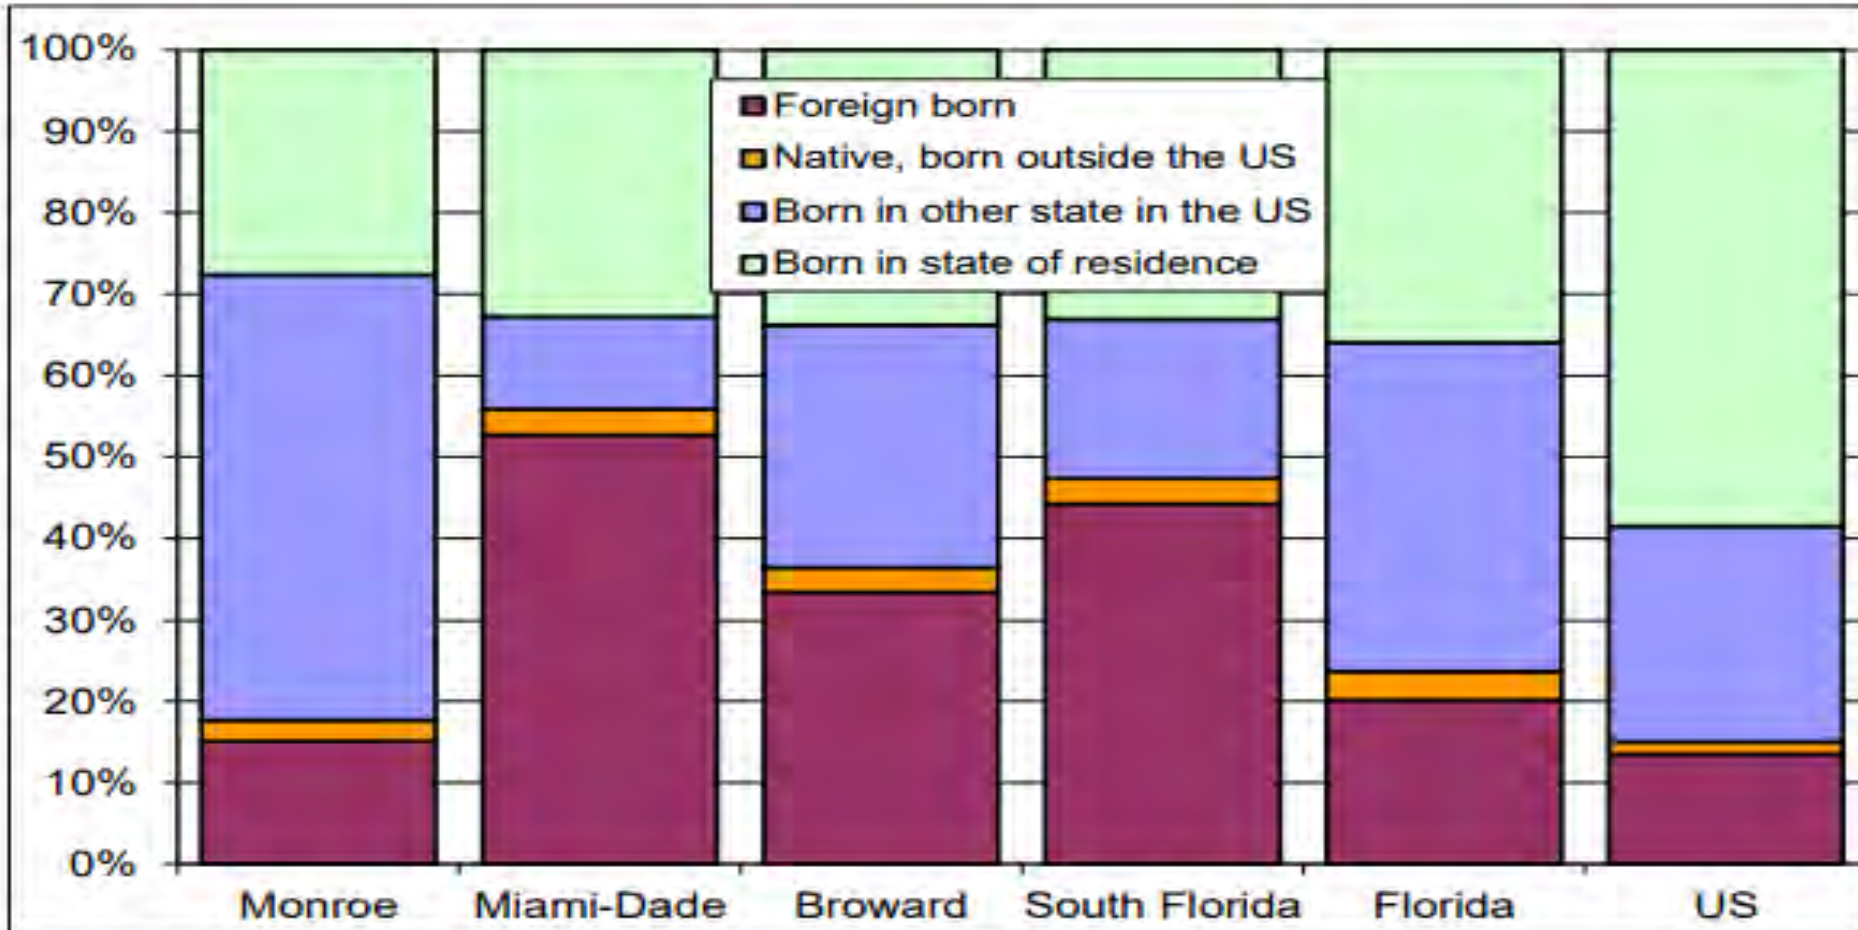 100%
90%
80%
70%
60%
50%
40%
30%
20%
10%
0%
Foreign born
Native, born outside the US
Born in other state in the US
Born in state of residence
Monroe Miami-Dade Broward South Florida Florida US